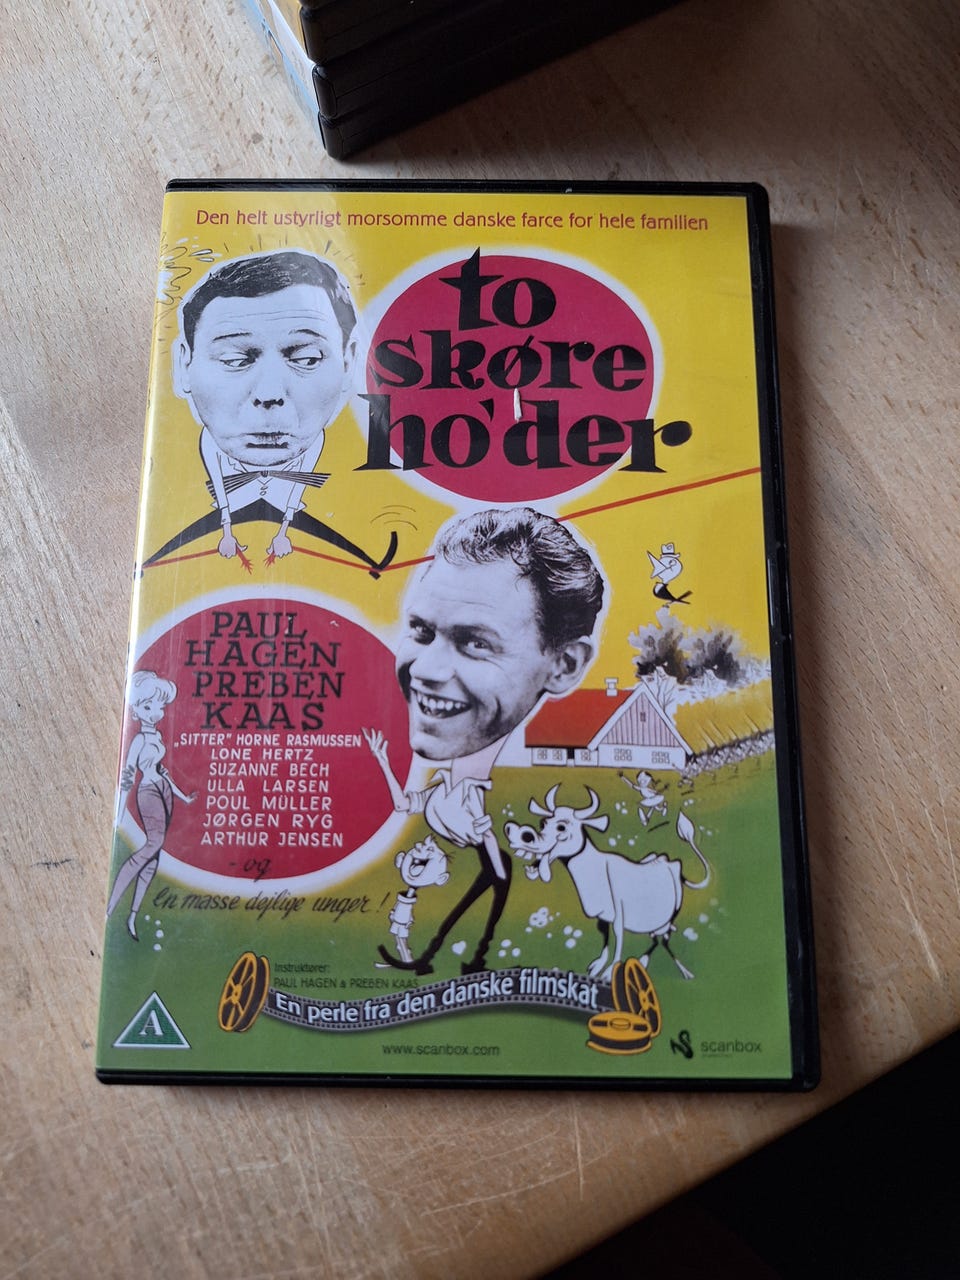 Den helt ustyrligt morsomme danske farce for hele familien
to
skøre
ho'der
PAUL
HAGEN
PREBEN
KAAS
„SITTER" HORNE RASMUSSEN
LONE HERTZ
SUZANNE BECH
ULLA LARSEN
POUL MÜLLER
JØRGEN RYG
ARTHUR JENSEN
- og
en masse dejlige unger!
Instruktører:
PAUL HAGEN & PREBEN KAAS
En perle fra den danske filmskat
A
www.scanbox.com
scanbox